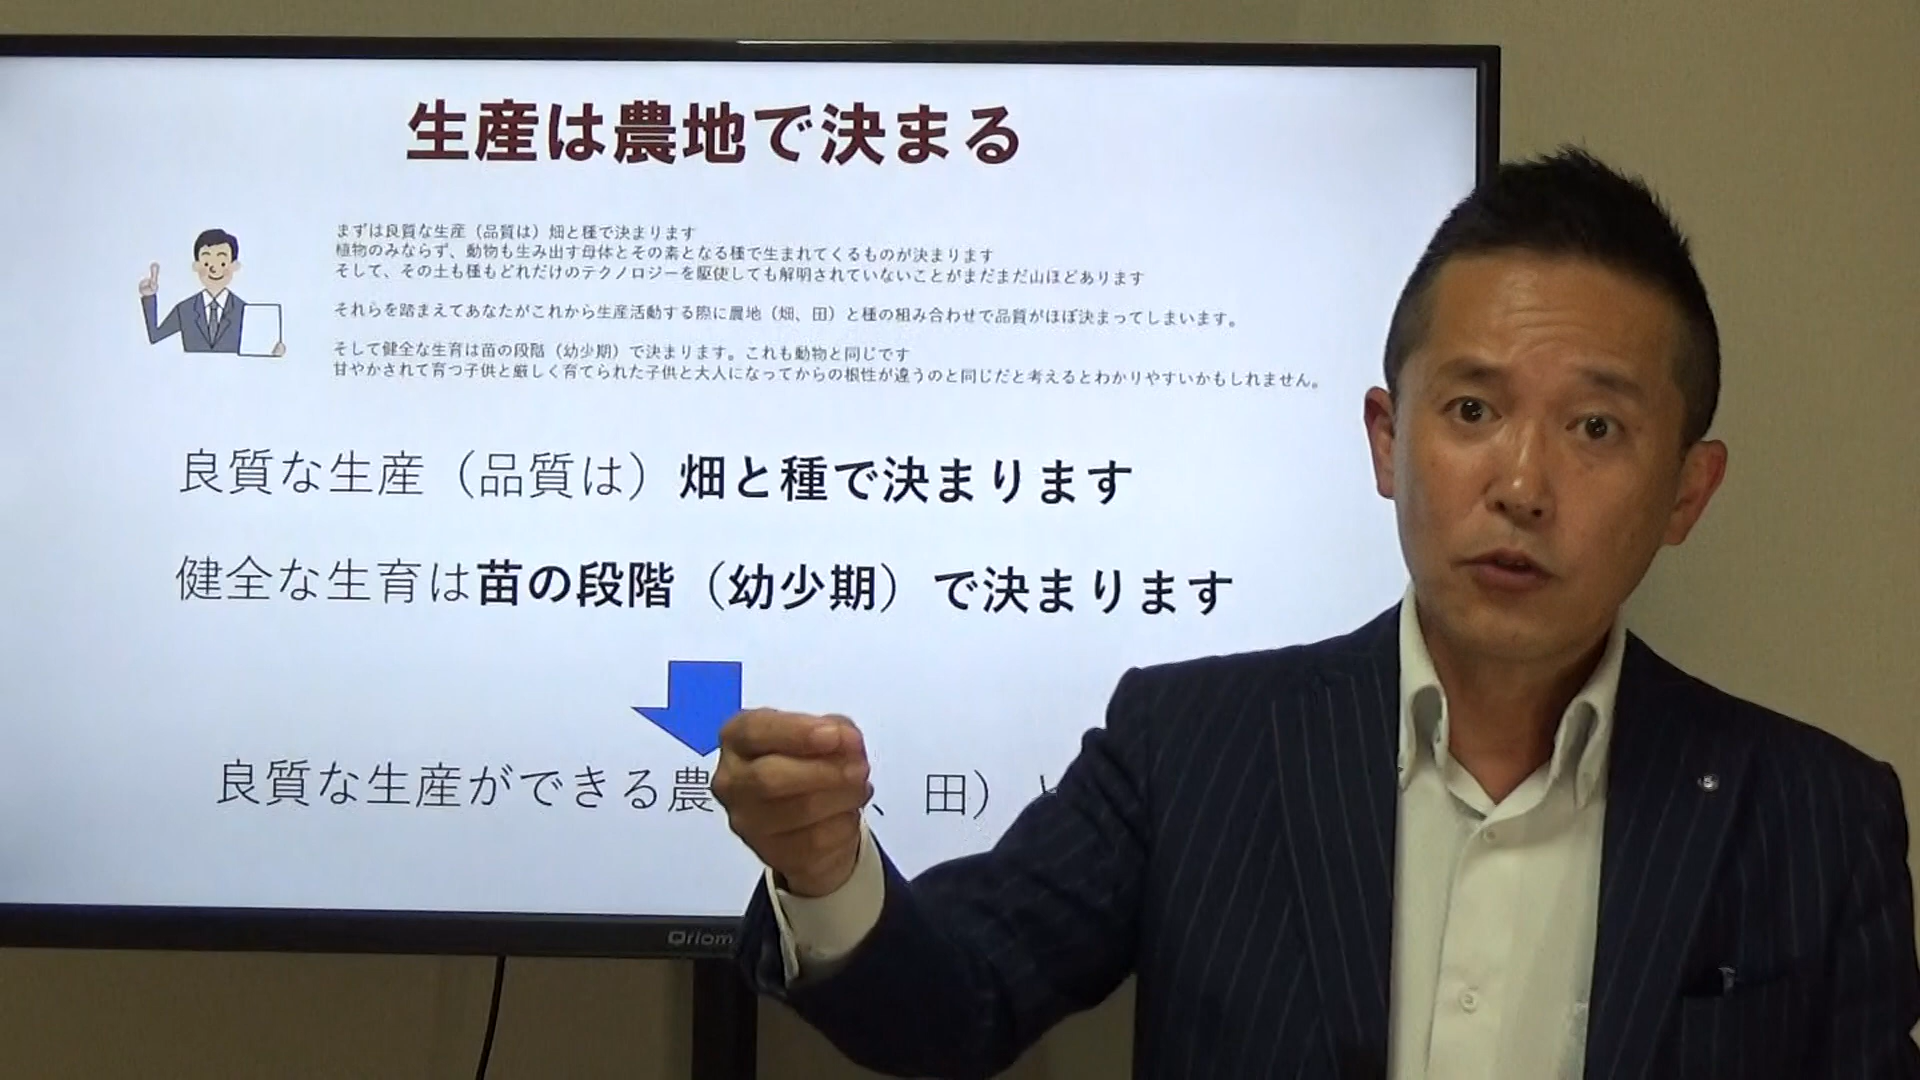 生産は農地で決まる
まずは良質な生産（品質は）畑と種で決まります
植物のみならず、動物も生み出す母体とその素となる種で生まれてくるものが決まります
そして、その土も種もどれだけのテクノロジーを駆使しても解明されていないことがまだまだ山ほどあります
それらを踏まえてあなたがこれから生産活動する際に農地（畑、田）と種の組み合わせで品質がほぼ決まってしまいます。
そして健全な生育は苗の段階（幼少期）で決まります。これも動物と同じです
甘やかされて育つ子供と厳しく育てられた子供と大人になってからの根性が違うのと同じだと考えるとわかりやすいかもしれません。
良質な生産（品質は）畑と種で決まります
健全な生育は苗の段階（幼少期）で決まります
良質な生産ができる農、田）
Qriom